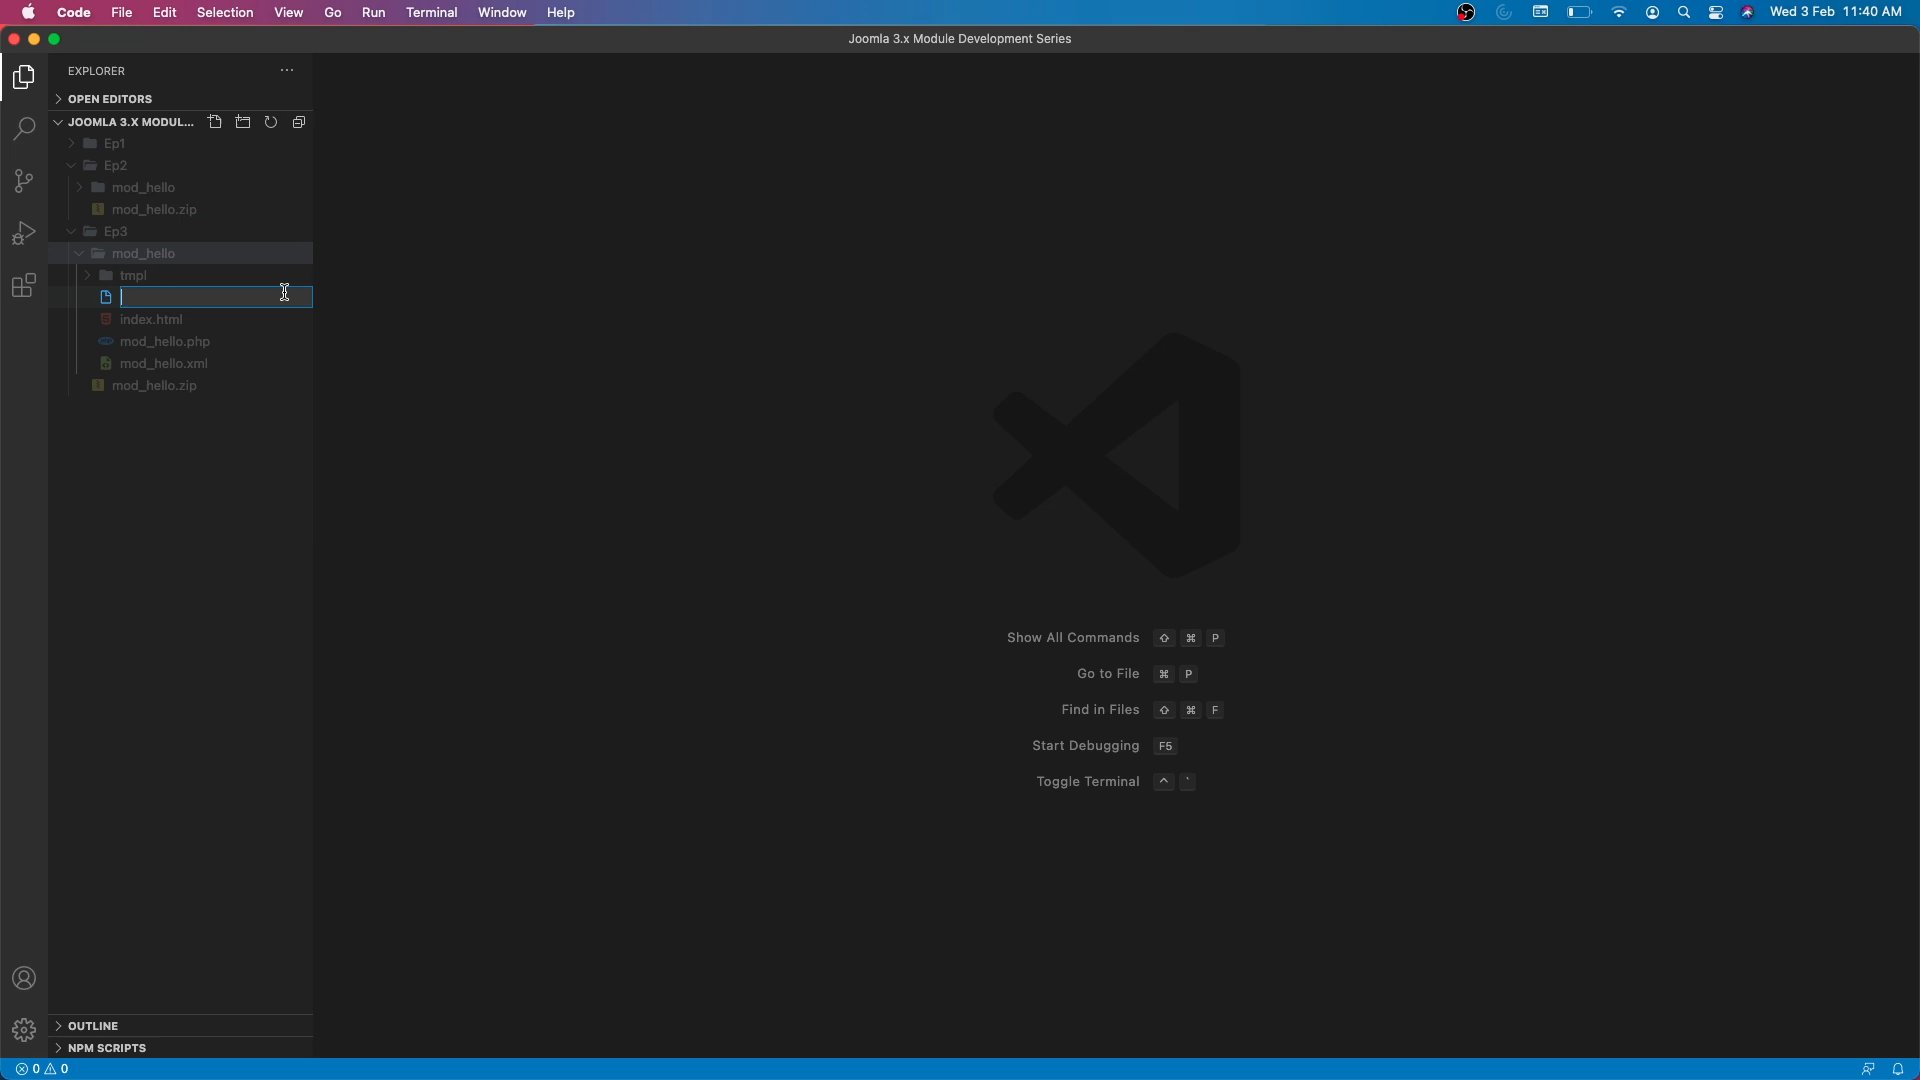 Code File Edit Selection View Go Run Terminal Window Help Wed 3 Feb 11:40 AM
Joomla 3.x Module Development Series
EXPLORER
OPEN EDITORS
JOOMLA 3.X MODUL...
Ep1
Ep2
mod_hello
mod_hello.zip
Ep3
mod_hello
tmpl
index.html
mod_hello.php
mod_hello.xml
mod_hello.zip
Show All Commands ⇧ ⌘ P
Go to File ⌘ P
Find in Files ⇧ ⌘ F
Start Debugging F5
Toggle Terminal ^ `
OUTLINE
NPM SCRIPTS
0 0